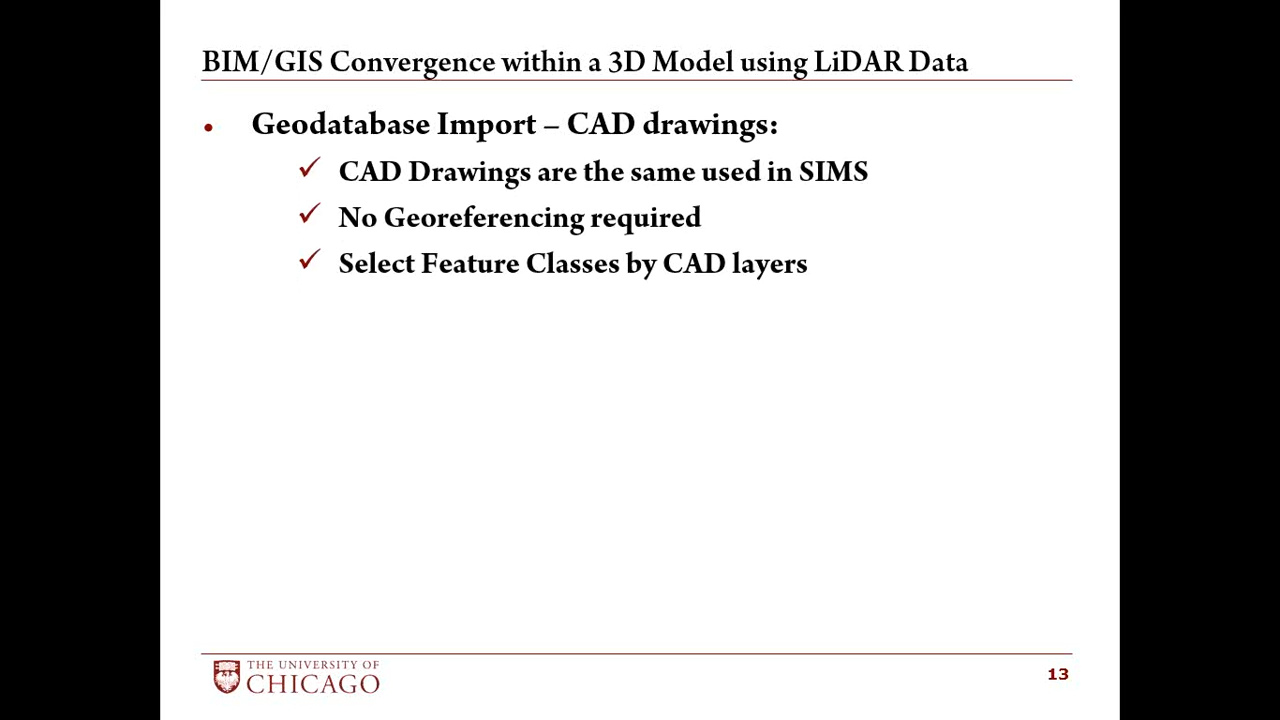 BIM/GIS Convergence within a 3D Model using LiDAR Data
• Geodatabase Import – CAD drawings:
✓ CAD Drawings are the same used in SIMS
✓ No Georeferencing required
✓ Select Feature Classes by CAD layers
THE UNIVERSITY OF
CHICAGO
13